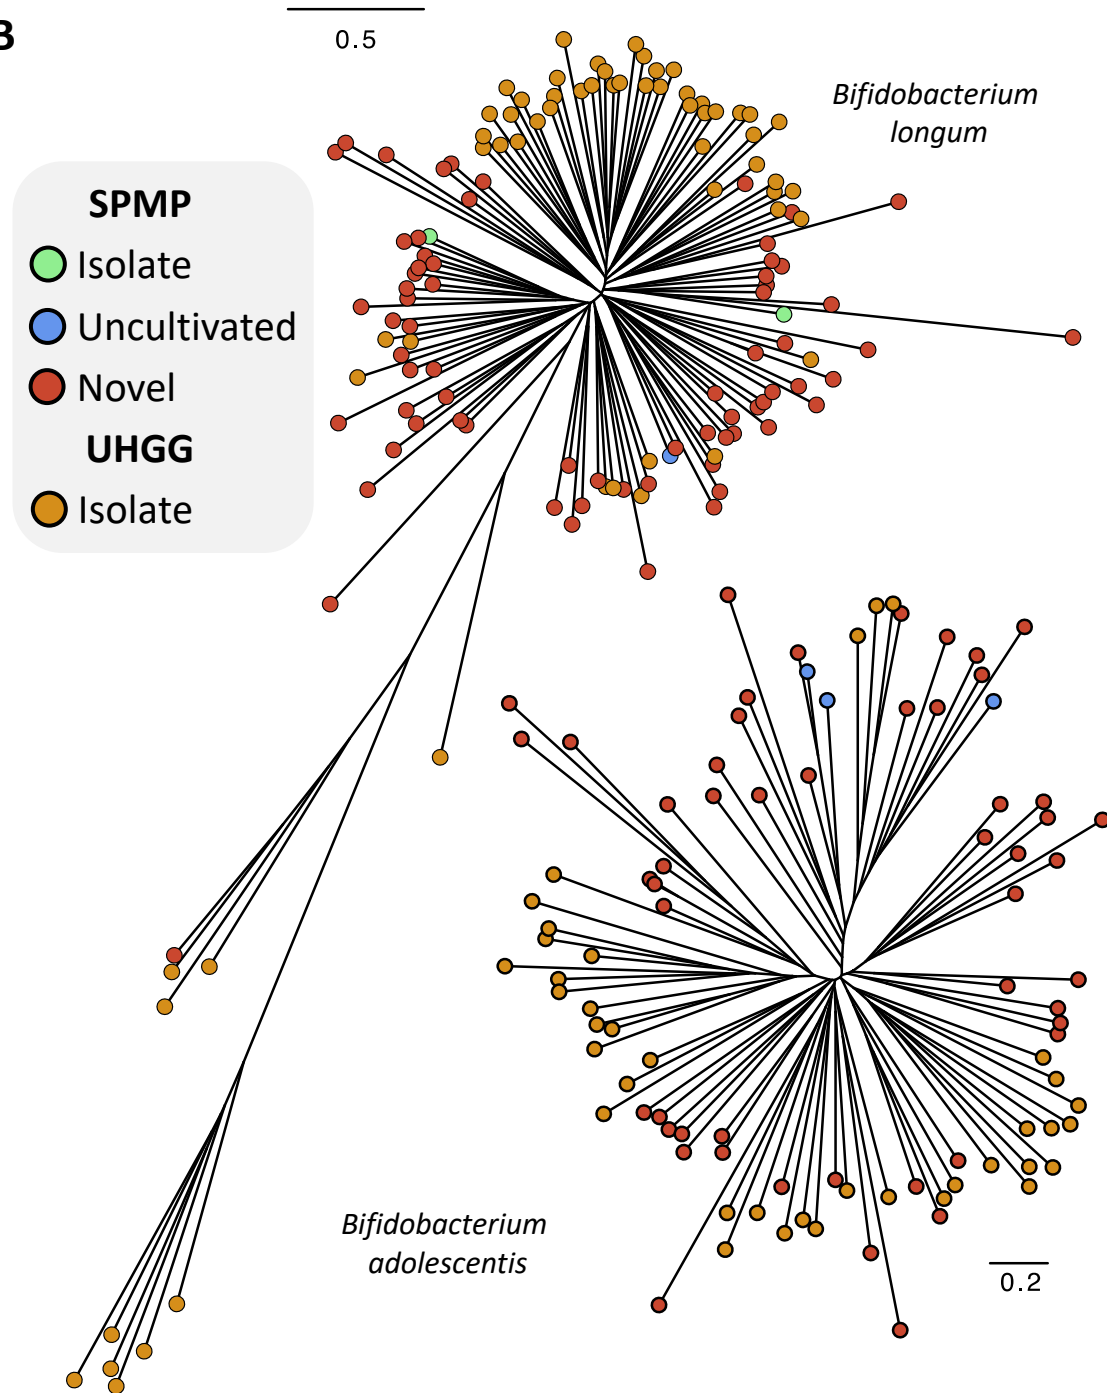 B
0.5
Bifidobacterium
longum
SPMP
Isolate
Uncultivated
Novel
UHGG
Isolate
Bifidobacterium
adolescentis
0.2